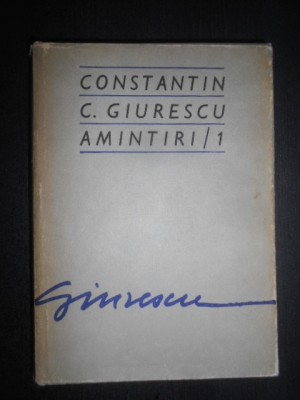 CONSTANTIN
C. GIURESCU
AMINTIRI/1
Giurescu